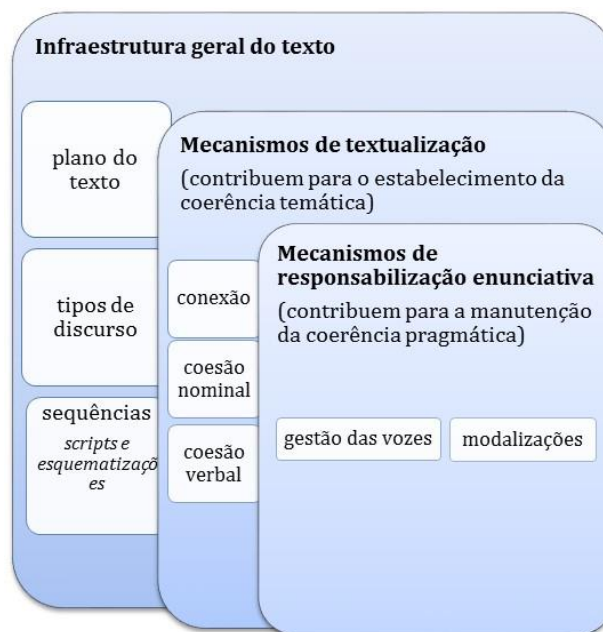 Infraestrutura geral do texto
plano do
texto
tipos de
discurso
sequências
scripts e
esquematizaçõ
es
Mecanismos de textualização
(contribuem para o estabelecimento da
coerência temática)
conexão
coesão
nominal
coesão
verbal
Mecanismos de
responsabilização enunciativa
(contribuem para a manutenção
da coerência pragmática)
gestão das vozes
modalizações